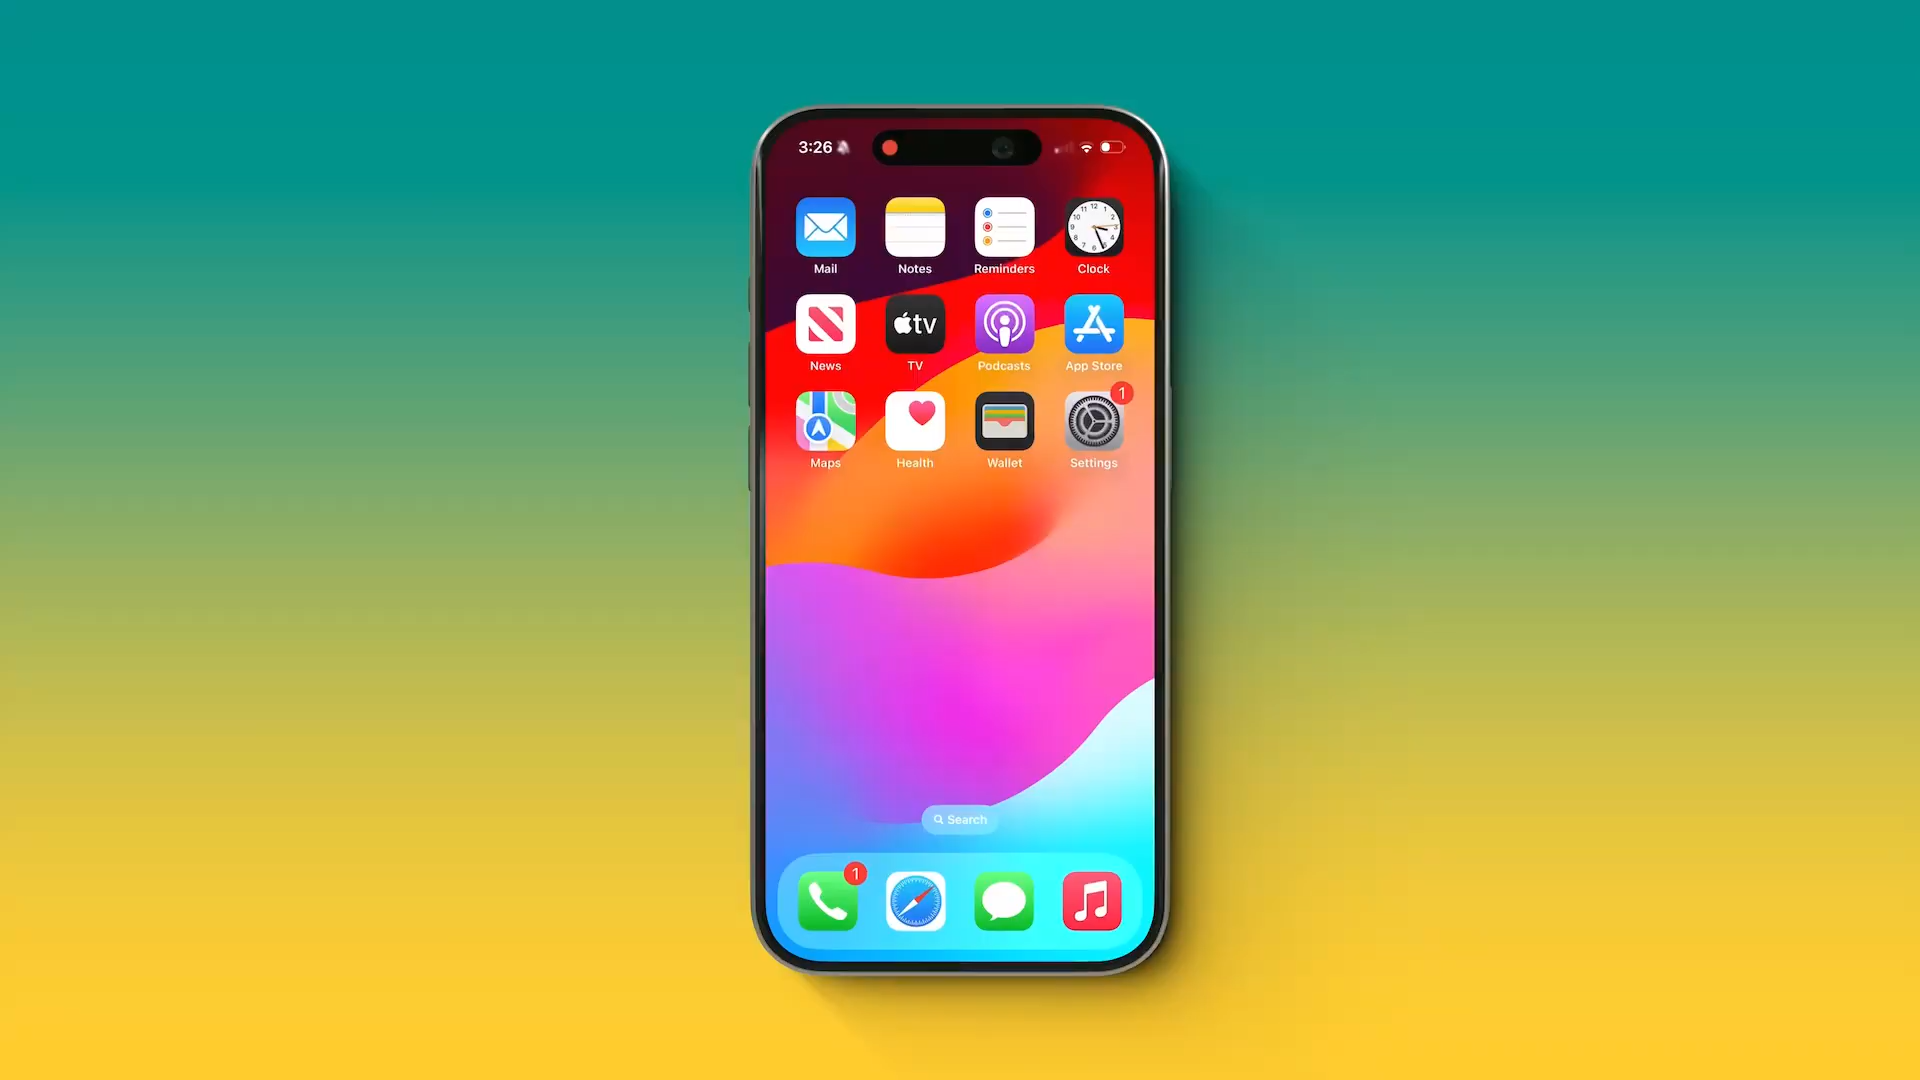 3:26
Mail Notes Reminders Clock
News TV Podcasts App Store
tv
1
Maps Health Wallet Settings
Search
1